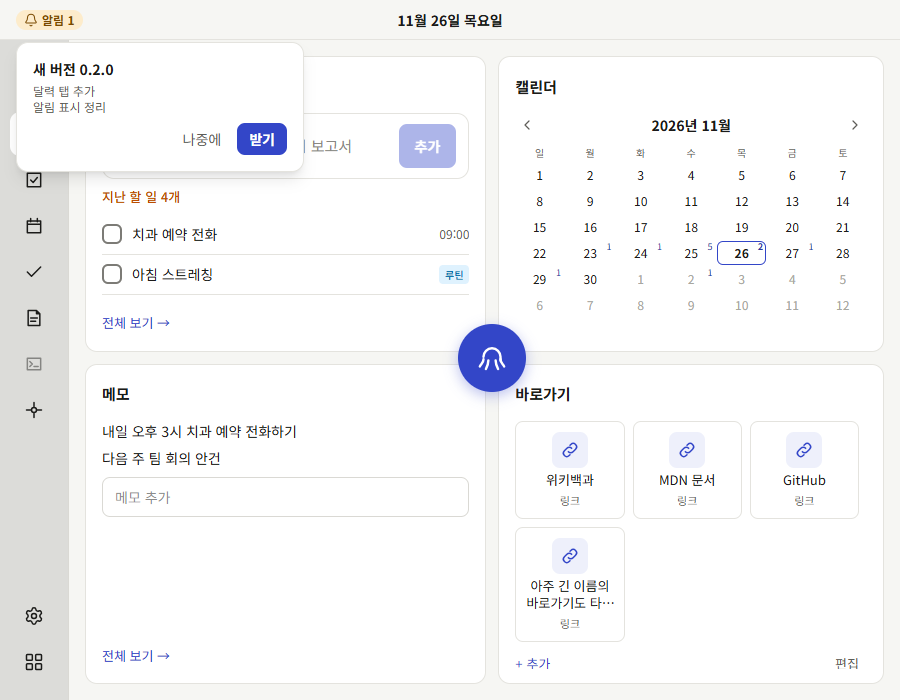 알림 1
11월 26일 목요일
새 버전 0.2.0
달력 탭 추가
알림 표시 정리
나중에
받기
보고서
추가
지난 할 일 4개
치과 예약 전화
09:00
아침 스트레칭
루틴
전체 보기 →
캘린더
2026년 11월
일 월 화 수 목 금 토
1 2 3 4 5 6 7
8 9 10 11 12 13 14
15 16 17 18 19 20 21
22 23 1 24 1 25 5 26 2 27 1 28
29 1 30 1 2 1 3 4 5
6 7 8 9 10 11 12
메모
내일 오후 3시 치과 예약 전화하기
다음 주 팀 회의 안건
메모 추가
전체 보기 →
바로가기
위키백과
링크
MDN 문서
링크
GitHub
링크
아주 긴 이름의
바로가기도 타…
링크
+ 추가
편집